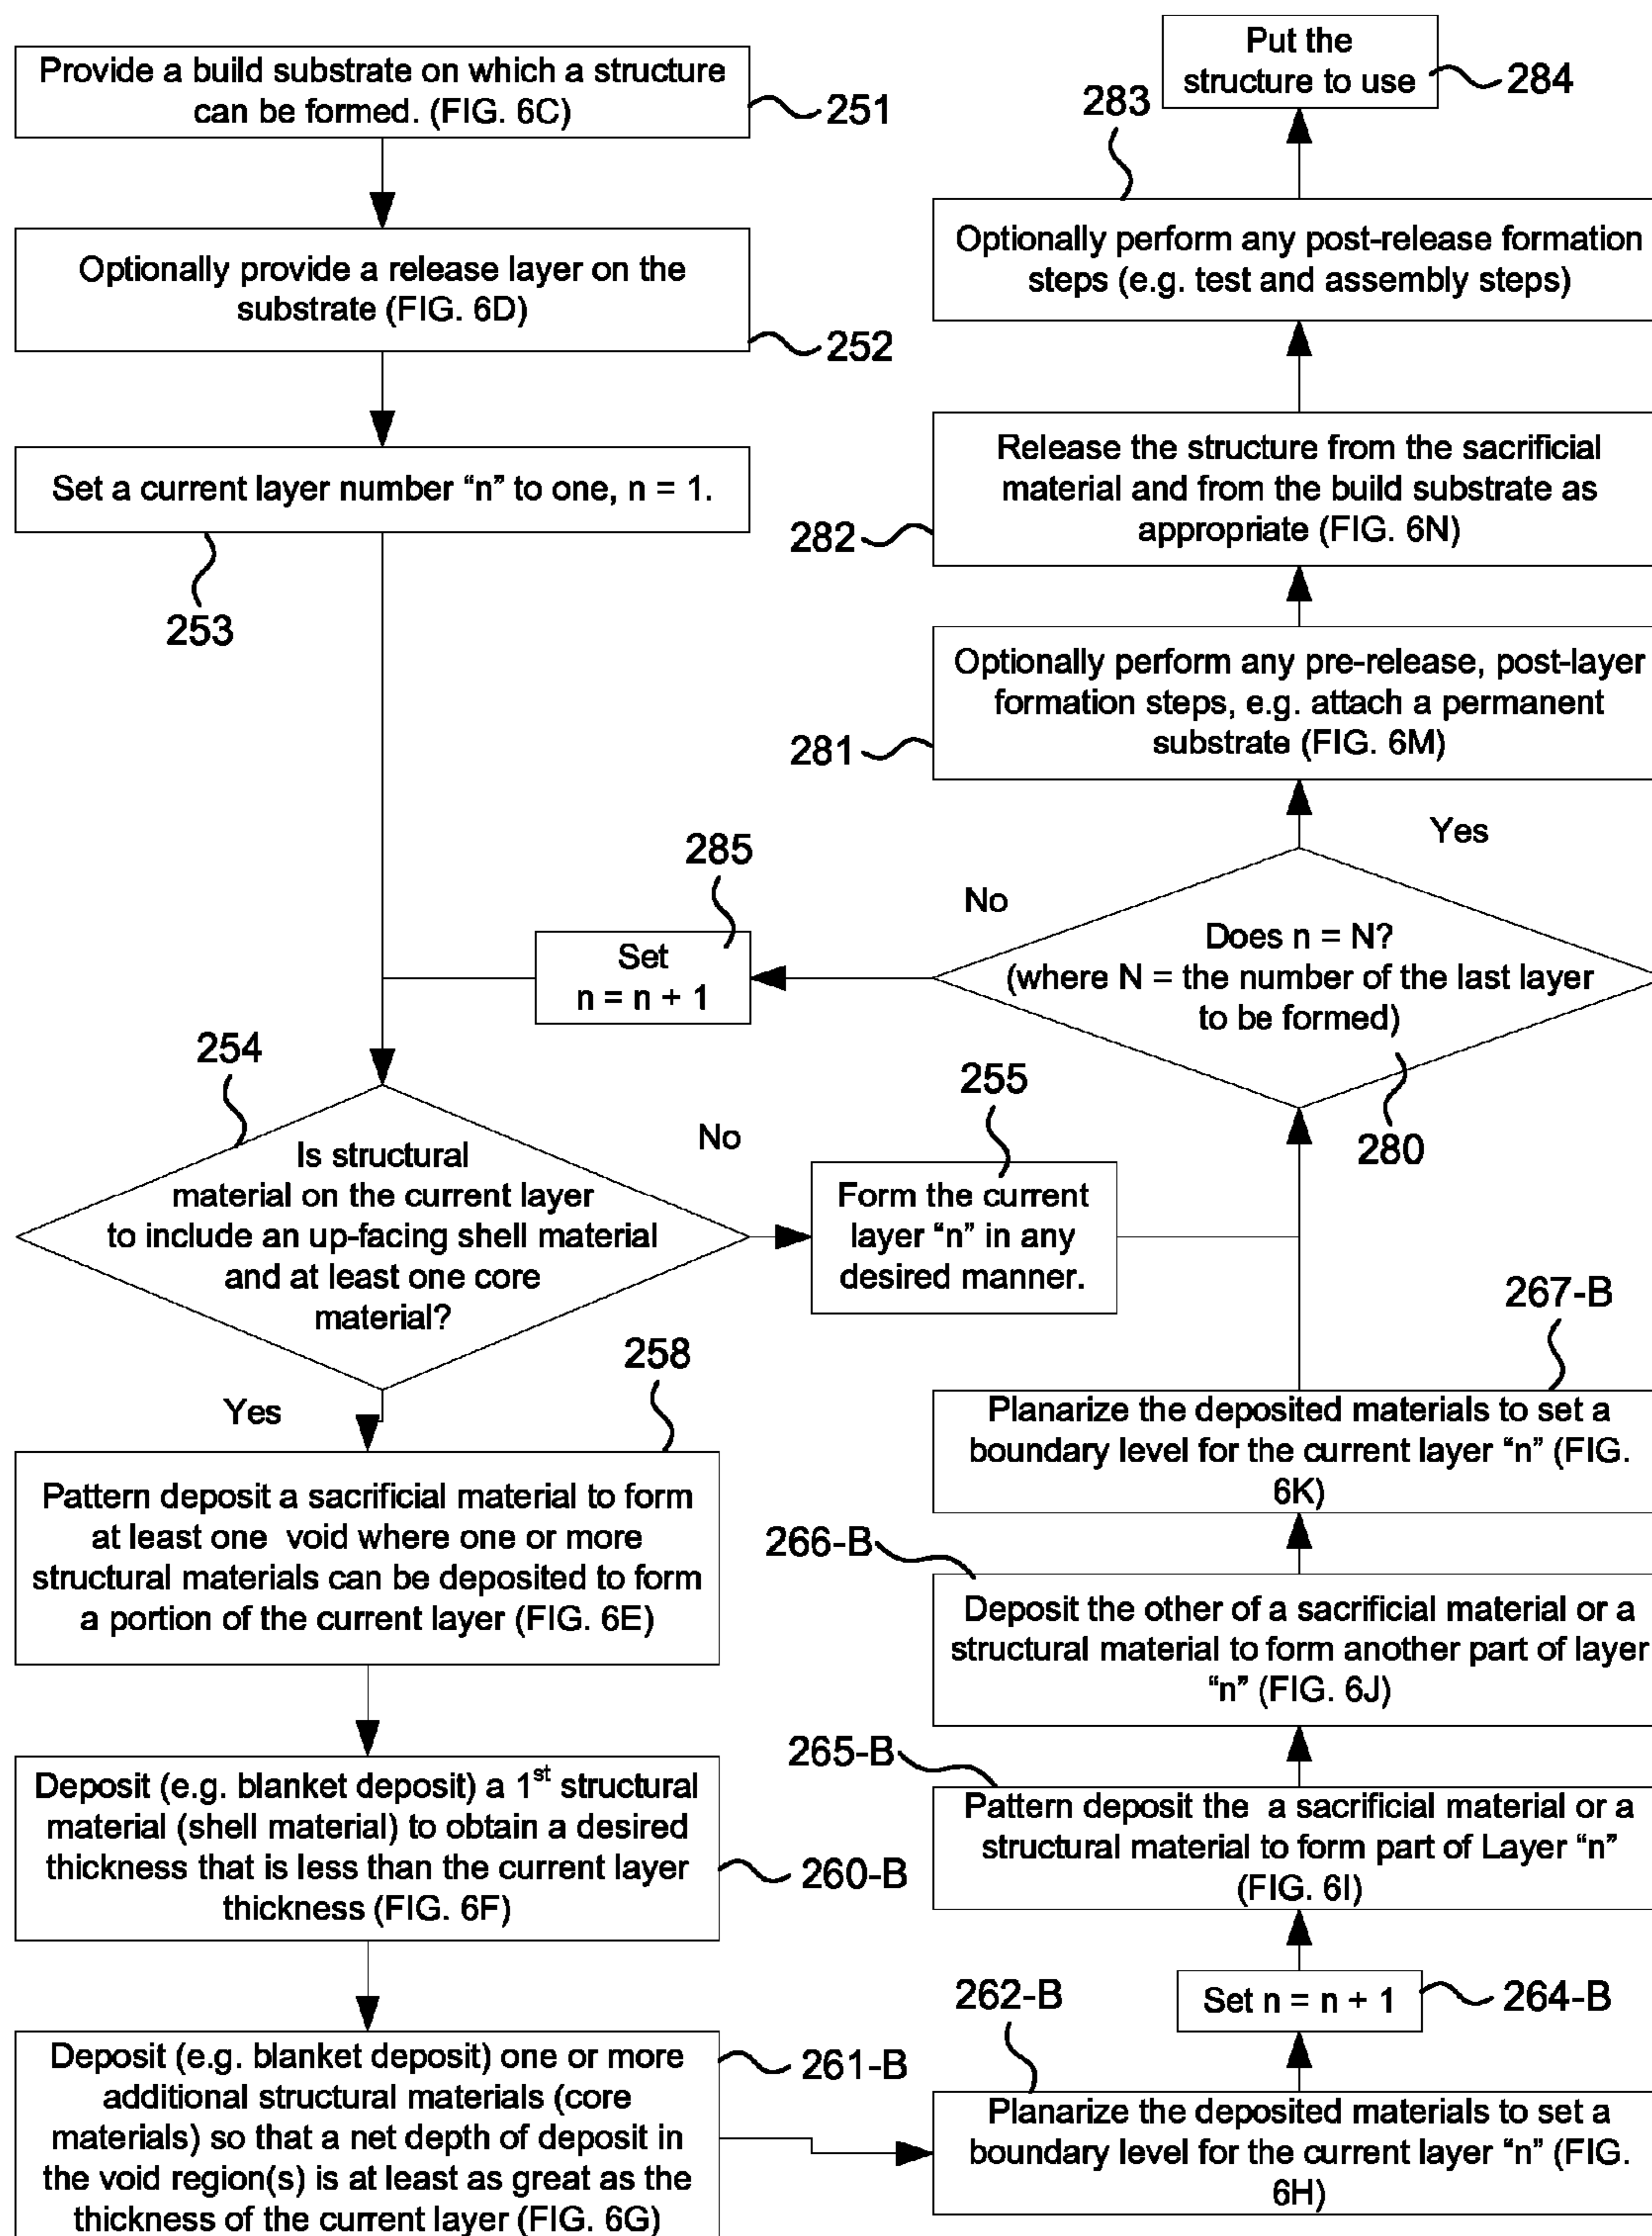 Provide a build substrate on which a structure
can be formed. (FIG. 6C)
251
Optionally provide a release layer on the
substrate (FIG. 6D)
252
Set a current layer number “n” to one, n = 1.
253
254
Is structural
material on the current layer
to include an up-facing shell material
and at least one core
material?
No
Yes
255
Form the current
layer “n” in any
desired manner.
258
Pattern deposit a sacrificial material to form
at least one void where one or more
structural materials can be deposited to form
a portion of the current layer (FIG. 6E)
Deposit (e.g. blanket deposit) a 1st structural
material (shell material) to obtain a desired
thickness that is less than the current layer
thickness (FIG. 6F)
260-B
Deposit (e.g. blanket deposit) one or more
additional structural materials (core
materials) so that a net depth of deposit in
the void region(s) is at least as great as the
thickness of the current layer (FIG. 6G)
261-B
262-B
Planarize the deposited materials to set a
boundary level for the current layer “n” (FIG.
6H)
Set n = n + 1
264-B
265-B
Pattern deposit the a sacrificial material or a
structural material to form part of Layer “n”
(FIG. 6I)
266-B
Deposit the other of a sacrificial material or a
structural material to form another part of layer
“n” (FIG. 6J)
267-B
Planarize the deposited materials to set a
boundary level for the current layer “n” (FIG.
6K)
Does n = N?
(where N = the number of the last layer
to be formed)
280
No
Yes
285
Set
n = n + 1
281
Optionally perform any pre-release, post-layer
formation steps, e.g. attach a permanent
substrate (FIG. 6M)
282
Release the structure from the sacrificial
material and from the build substrate as
appropriate (FIG. 6N)
283
Optionally perform any post-release formation
steps (e.g. test and assembly steps)
Put the
structure to use
284